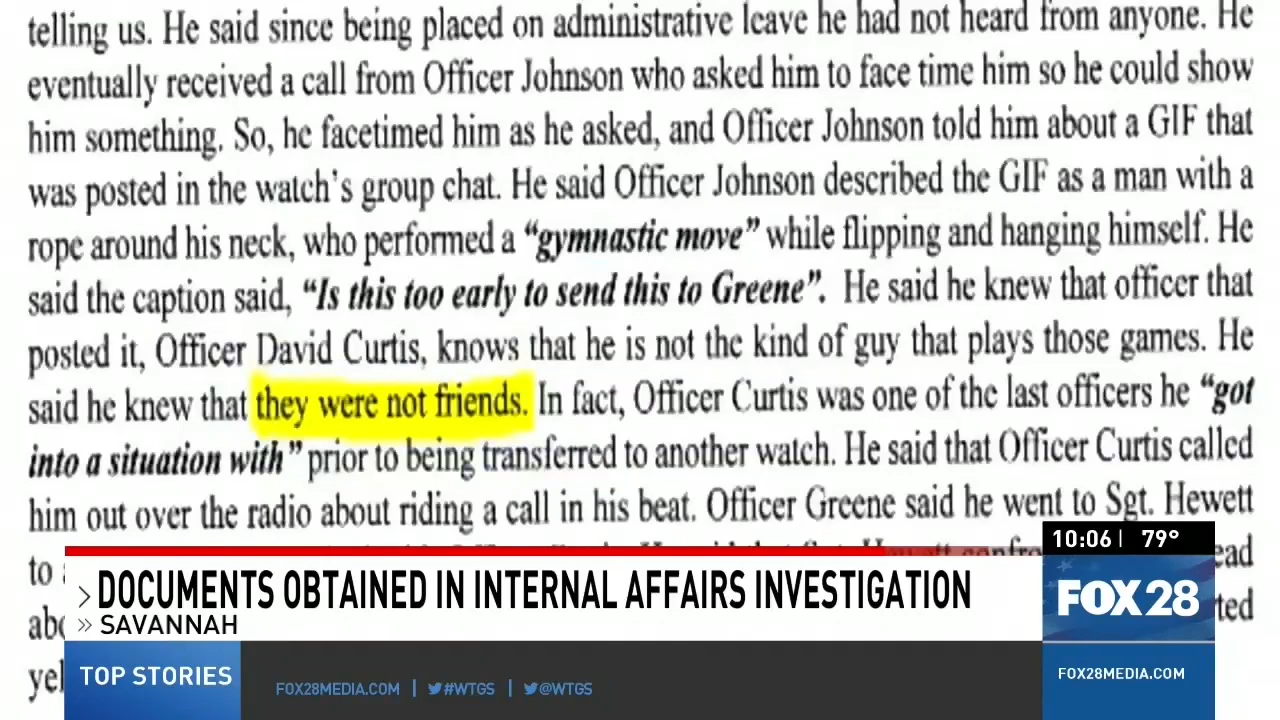 telling us. He said since being placed on administrative leave he had not heard from anyone. He
eventually received a call from Officer Johnson who asked him to face time him so he could show
him something. So, he facetimed him as he asked, and Officer Johnson told him about a GIF that
was posted in the watch's group chat. He said Officer Johnson described the GIF as a man with a
rope around his neck, who performed a "gymnastic move" while flipping and hanging himself. He
said the caption said, "Is this too early to send this to Greene". He said he knew that officer that
posted it, Officer David Curtis, knows that he is not the kind of guy that plays those games. He
said he knew that they were not friends. In fact, Officer Curtis was one of the last officers he "got
into a situation with" prior to being transferred to another watch. He said that Officer Curtis called
him out over the radio about riding a call in his beat. Officer Greene said he went to Sgt. Hewett
to
10:06 | 79°
> DOCUMENTS OBTAINED IN INTERNAL AFFAIRS INVESTIGATION
» SAVANNAH
FOX 28
TOP STORIES
FOX28MEDIA.COM | #WTGS | @WTGS
FOX28MEDIA.COM